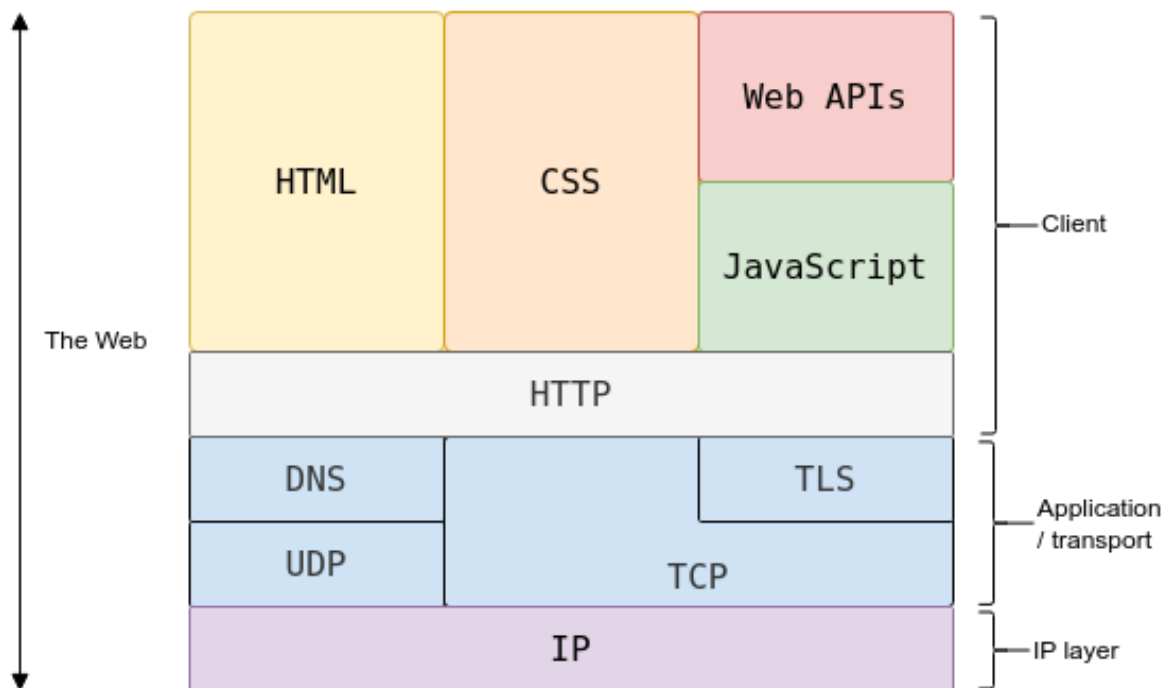 Web APIs
HTML
CSS
Client
JavaScript
The Web
HTTP
DNS
TLS
Application
/ transport
UDP
TCP
IP
IP layer